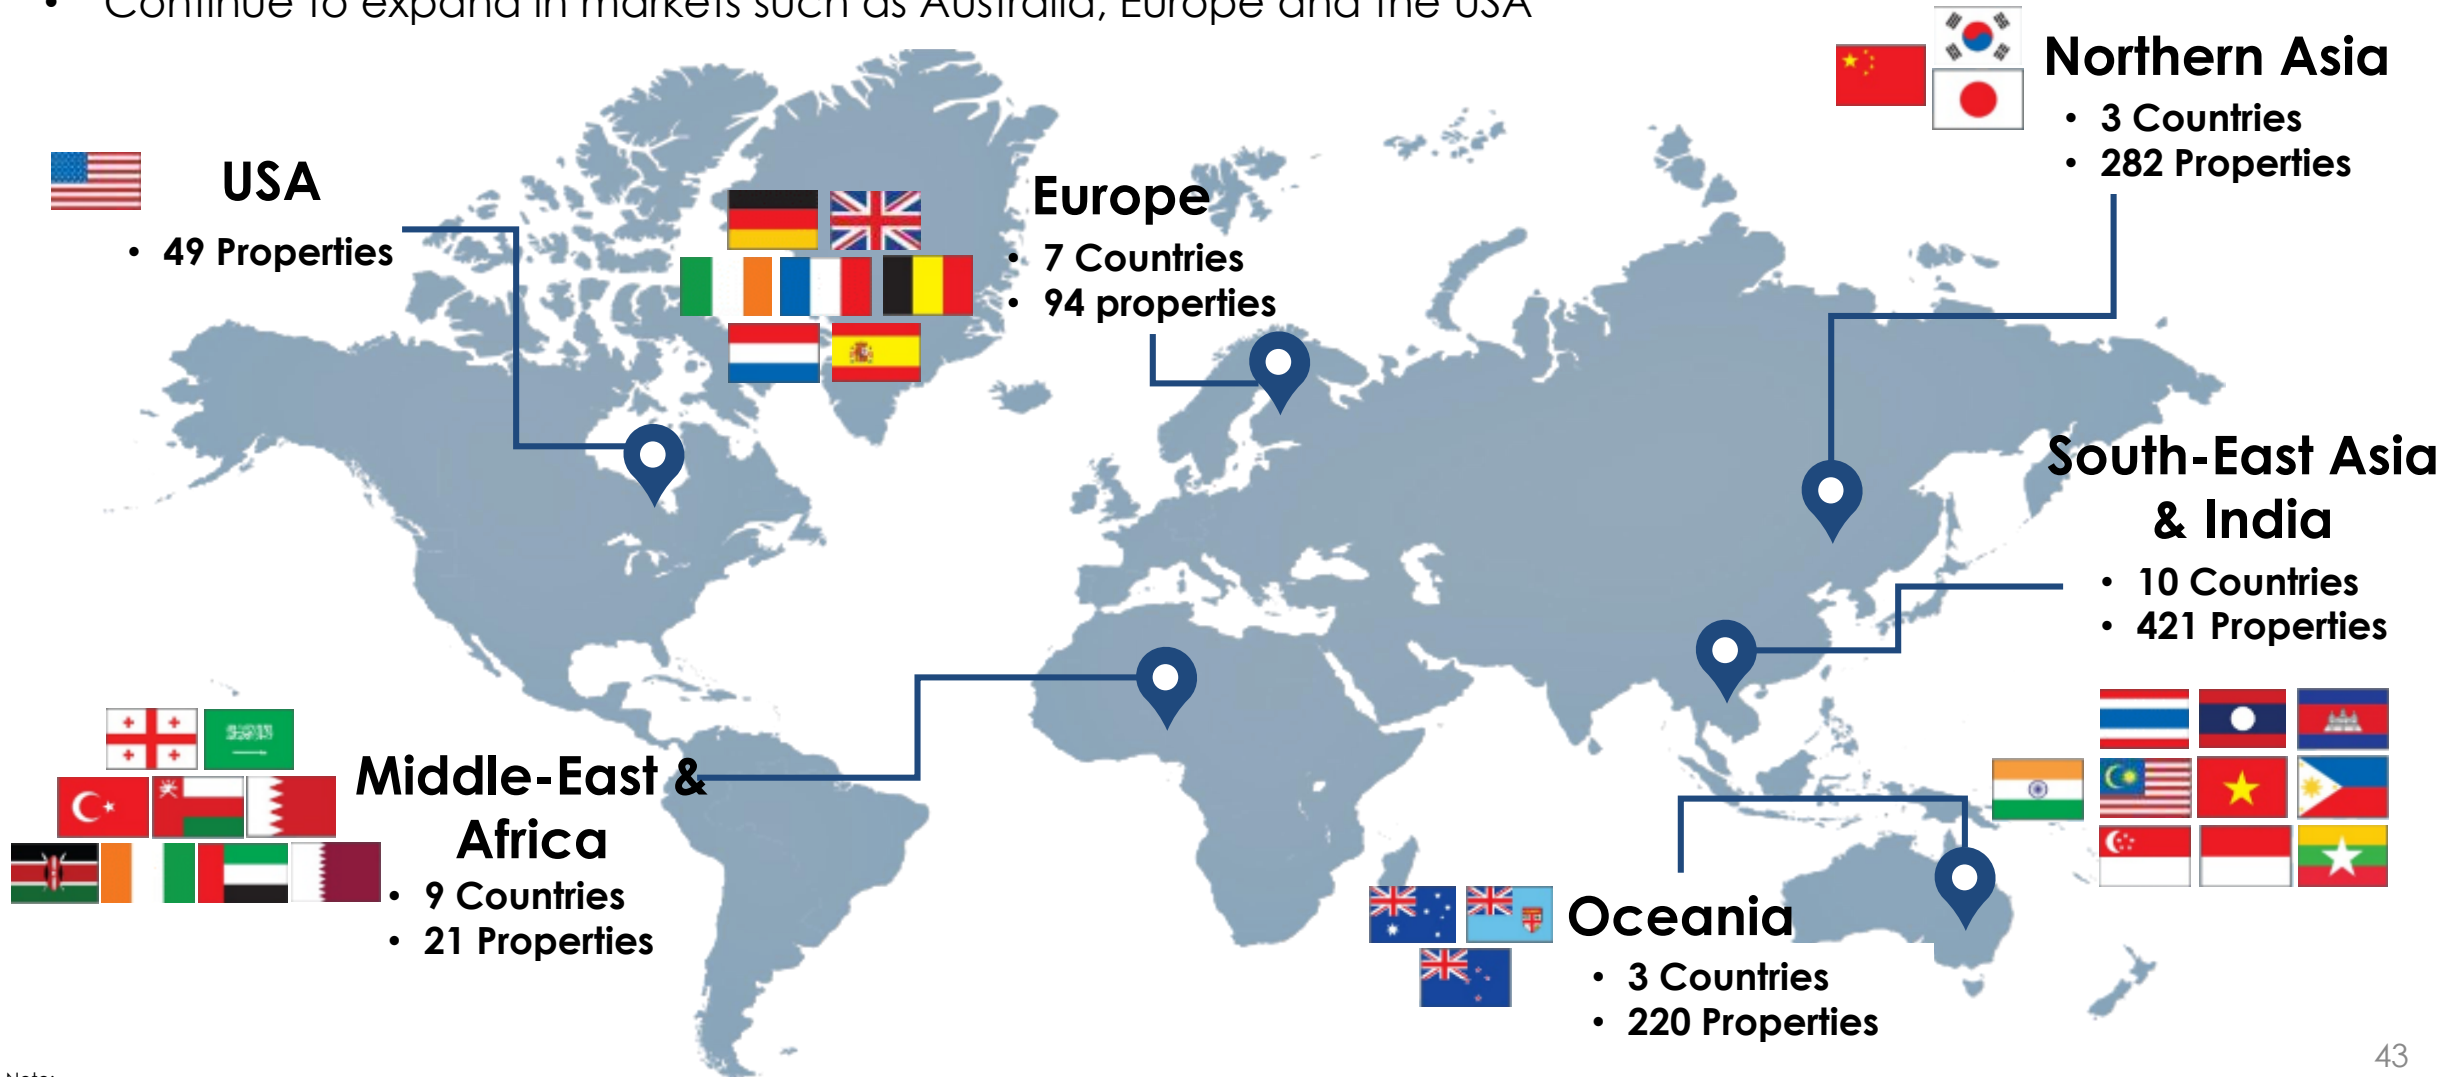 • Continue to expand in markets such as Australia, Europe and the USA
Northern Asia
• 3 Countries
• 282 Properties
USA
• 49 Properties
Europe
• 7 Countries
• 94 properties
South-East Asia
& India
• 10 Countries
• 421 Properties
Middle-East &
Africa
• 9 Countries
• 21 Properties
Oceania
• 3 Countries
• 220 Properties
43
Note: